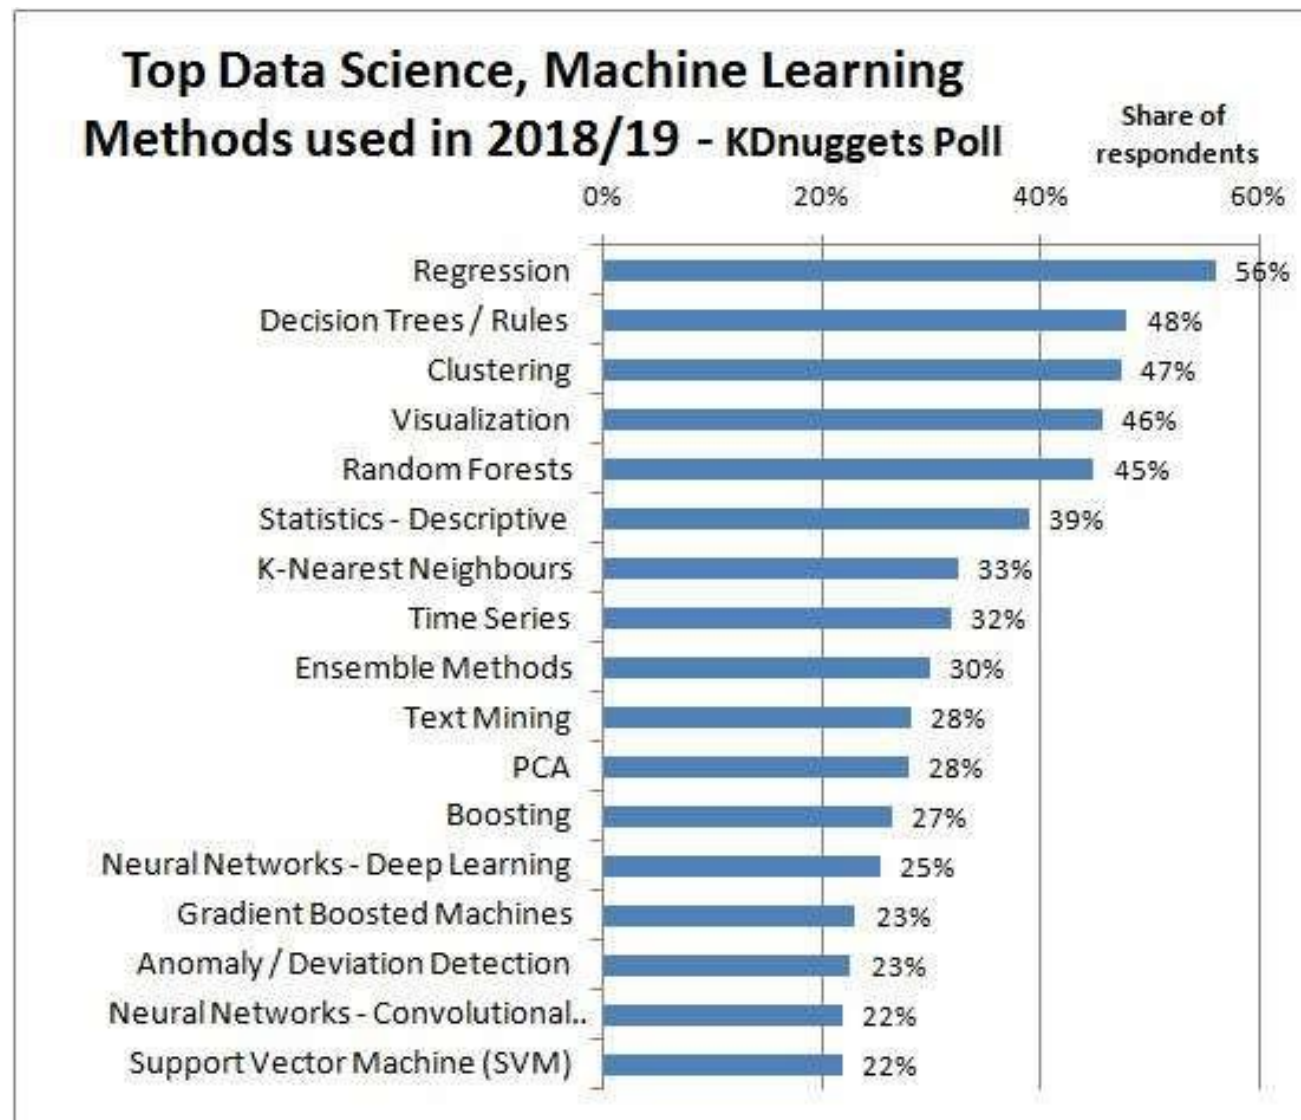 Top Data Science, Machine Learning
Methods used in 2018/19 - KDnuggets Poll
Share of
respondents
0% 20% 40% 60%
Regression 56%
Decision Trees / Rules 48%
Clustering 47%
Visualization 46%
Random Forests 45%
Statistics - Descriptive 39%
K-Nearest Neighbours 33%
Time Series 32%
Ensemble Methods 30%
Text Mining 28%
PCA 28%
Boosting 27%
Neural Networks - Deep Learning 25%
Gradient Boosted Machines 23%
Anomaly / Deviation Detection 23%
Neural Networks - Convolutional.. 22%
Support Vector Machine (SVM) 22%